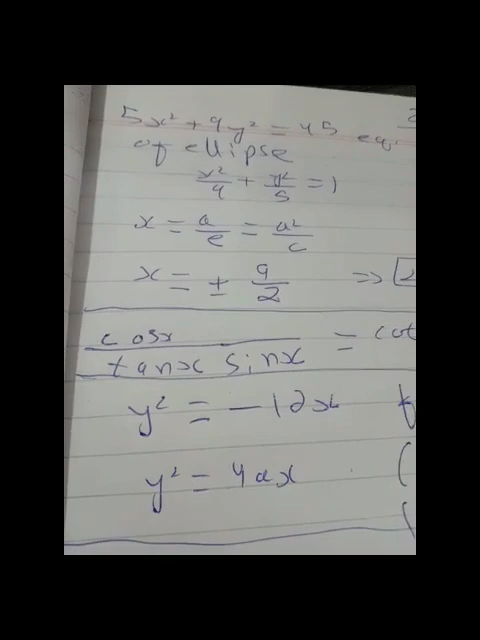 5x² + 9y² = 45 eq
of ellipse
x²/9 + y²/5 = 1
x = a/e = a²/c
x = ± 9/2 =>
cosx / tanx sinx = cot
y² = -12x
y² = 4ax